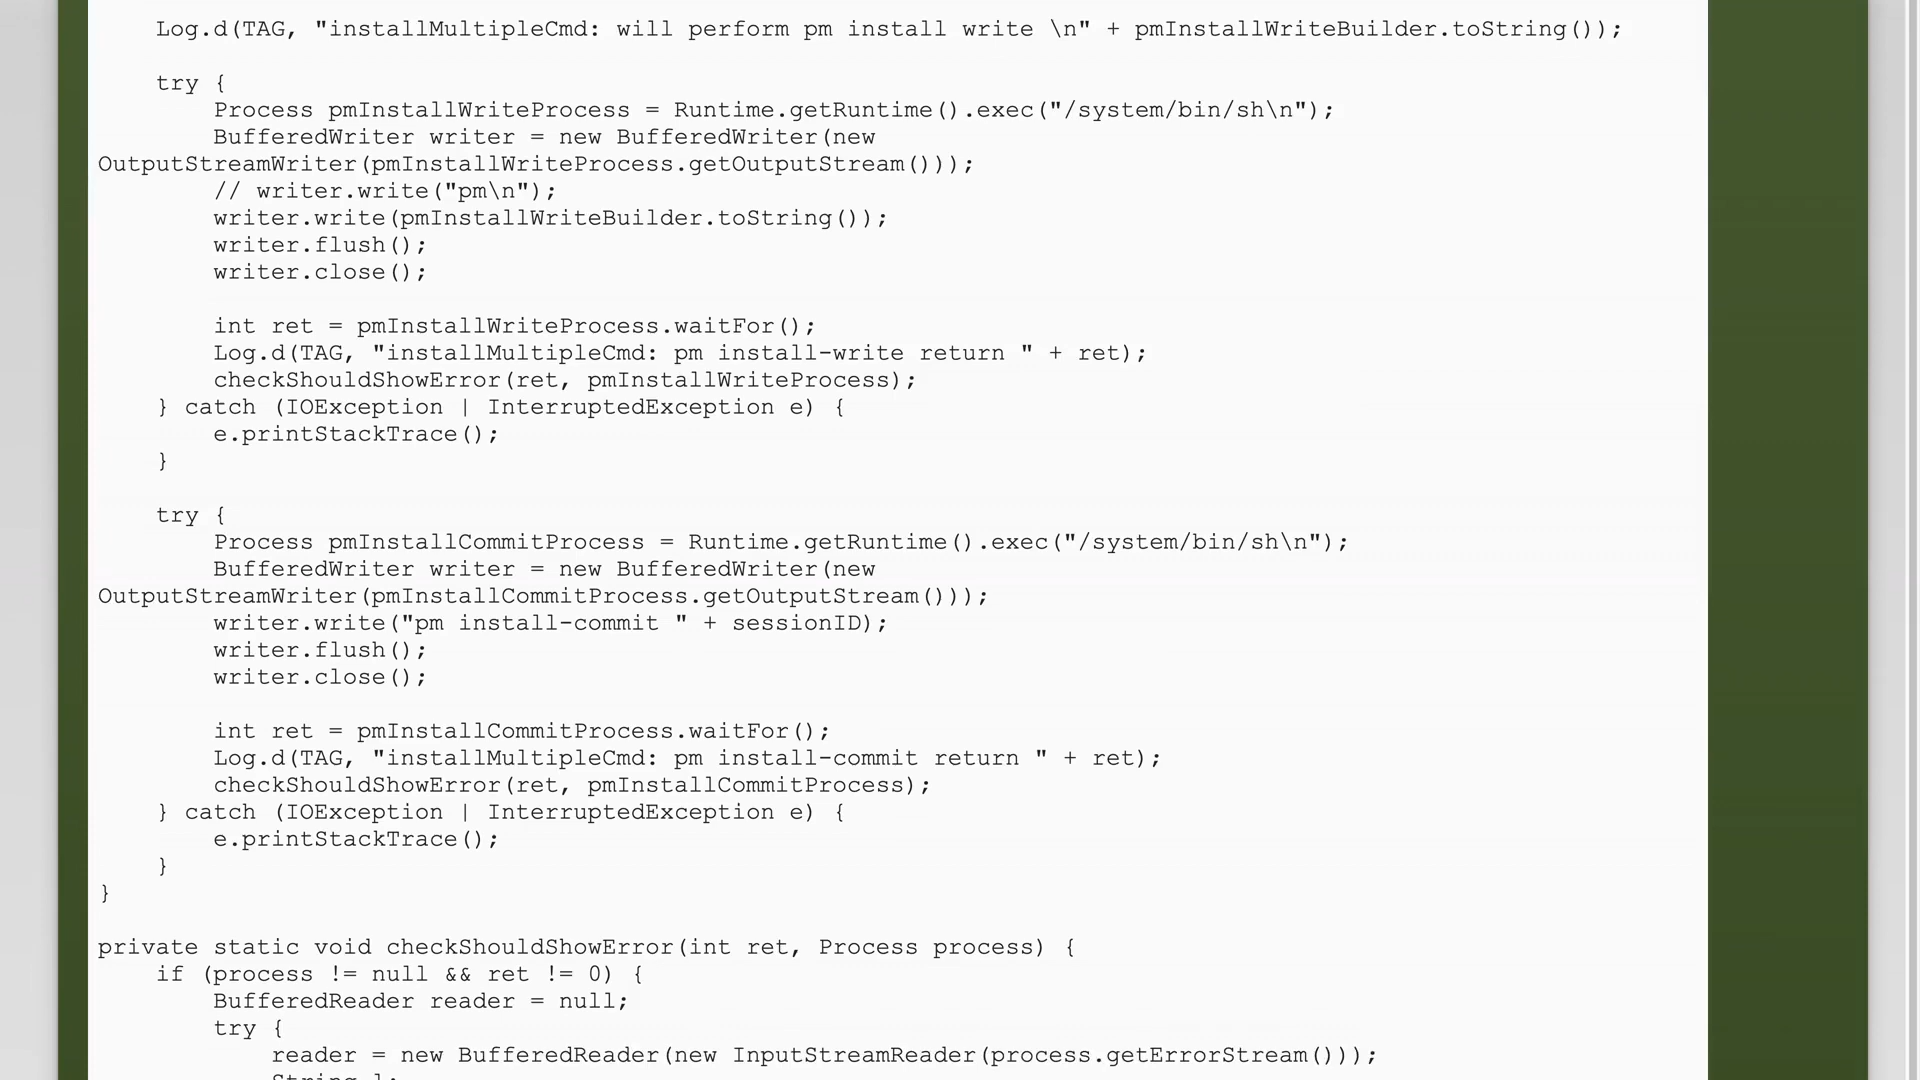 Log.d(TAG, "installMultipleCmd: will perform pm install write \n" + pmInstallWriteBuilder.toString());
try {
Process pmInstallWriteProcess = Runtime.getRuntime().exec("/system/bin/sh\n");
BufferedWriter writer = new BufferedWriter(new
OutputStreamWriter(pmInstallWriteProcess.getOutputStream()));
// writer.write("pm\n");
writer.write(pmInstallWriteBuilder.toString());
writer.flush();
writer.close();
int ret = pmInstallWriteProcess.waitFor();
Log.d(TAG, "installMultipleCmd: pm install-write return " + ret);
checkShouldShowError(ret, pmInstallWriteProcess);
} catch (IOException | InterruptedException e) {
e.printStackTrace();
}
try {
Process pmInstallCommitProcess = Runtime.getRuntime().exec("/system/bin/sh\n");
BufferedWriter writer = new BufferedWriter(new
OutputStreamWriter(pmInstallCommitProcess.getOutputStream()));
writer.write("pm install-commit " + sessionID);
writer.flush();
writer.close();
int ret = pmInstallCommitProcess.waitFor();
Log.d(TAG, "installMultipleCmd: pm install-commit return " + ret);
checkShouldShowError(ret, pmInstallCommitProcess);
} catch (IOException | InterruptedException e) {
e.printStackTrace();
}
}
private static void checkShouldShowError(int ret, Process process) {
if (process != null && ret != 0) {
BufferedReader reader = null;
try {
reader = new BufferedReader(new InputStreamReader(process.getErrorStream()));